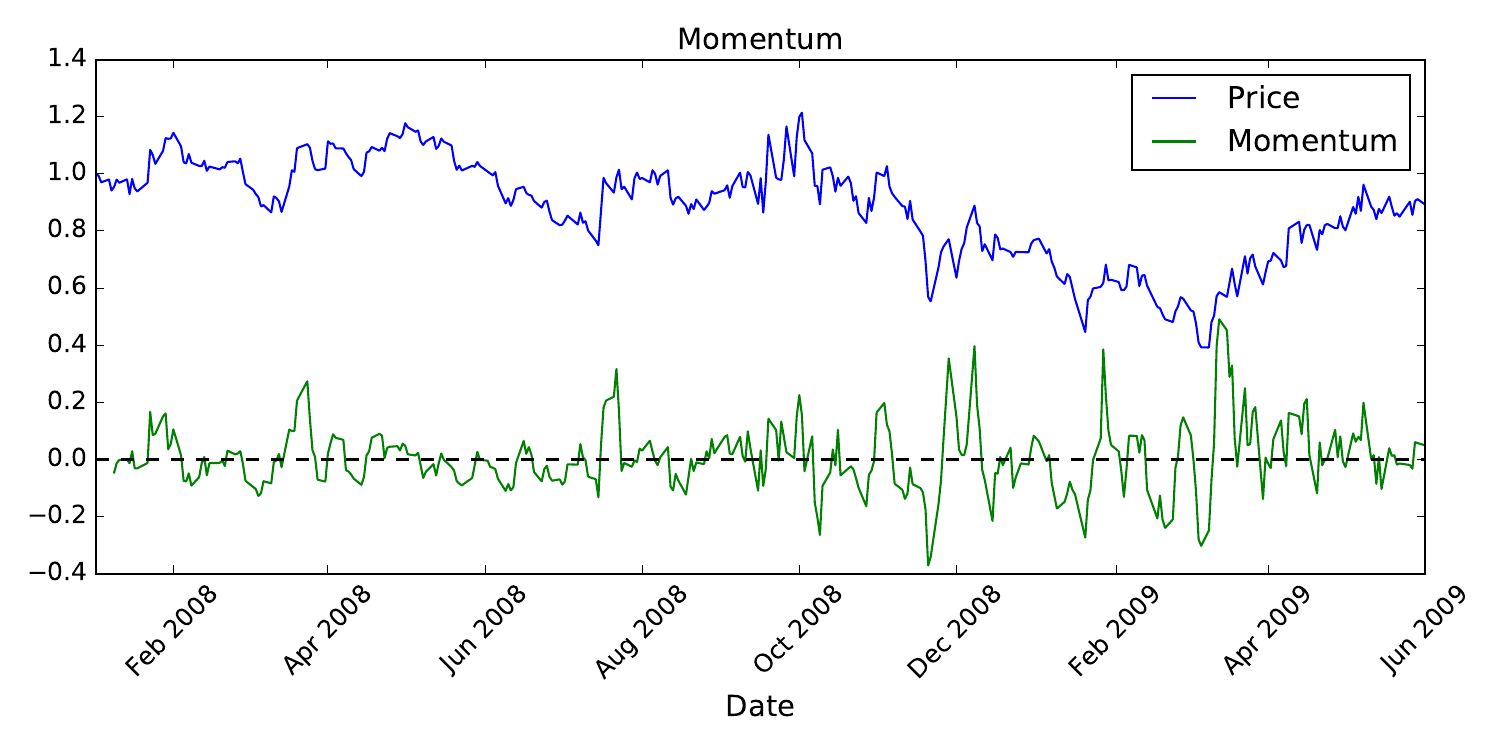 Momentum
1.4
1.2
1.0
0.8
0.6
0.4
0.2
0.0
−0.2
−0.4
Price
Momentum
Feb 2008
Apr 2008
Jun 2008
Aug 2008
Oct 2008
Dec 2008
Feb 2009
Apr 2009
Jun 2009
Date